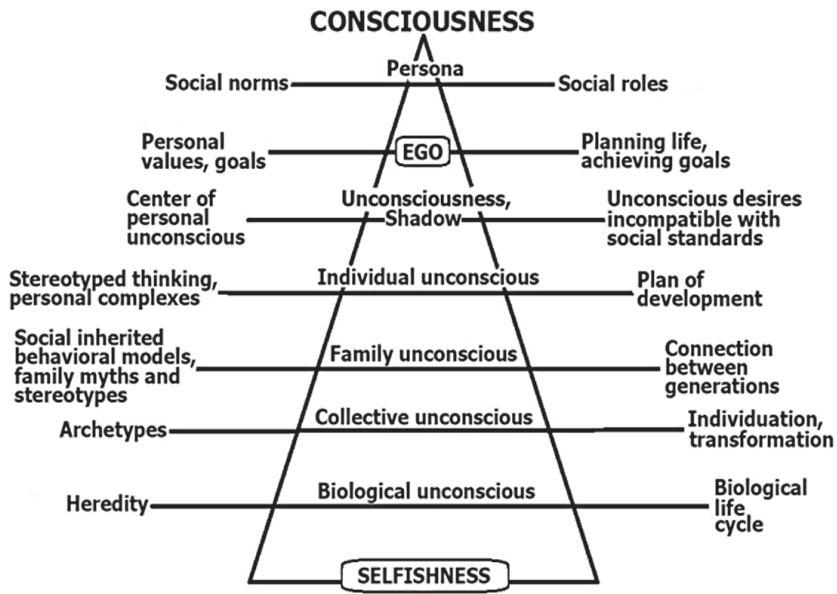 CONSCIOUSNESS
Persona
Social norms
Social roles
Personal
values, goals
EGO
Planning life,
achieving goals
Center of
personal
unconscious
Unconsciousness,
Shadow
Unconscious desires
incompatible with
social standards
Stereotyped thinking,
personal complexes
Individual unconscious
Plan of
development
Social inherited
behavioral models,
family myths and
stereotypes
Family unconscious
Connection
between
generations
Archetypes
Collective unconscious
Individuation,
transformation
Heredity
Biological unconscious
Biological
life
cycle
SELFISHNESS